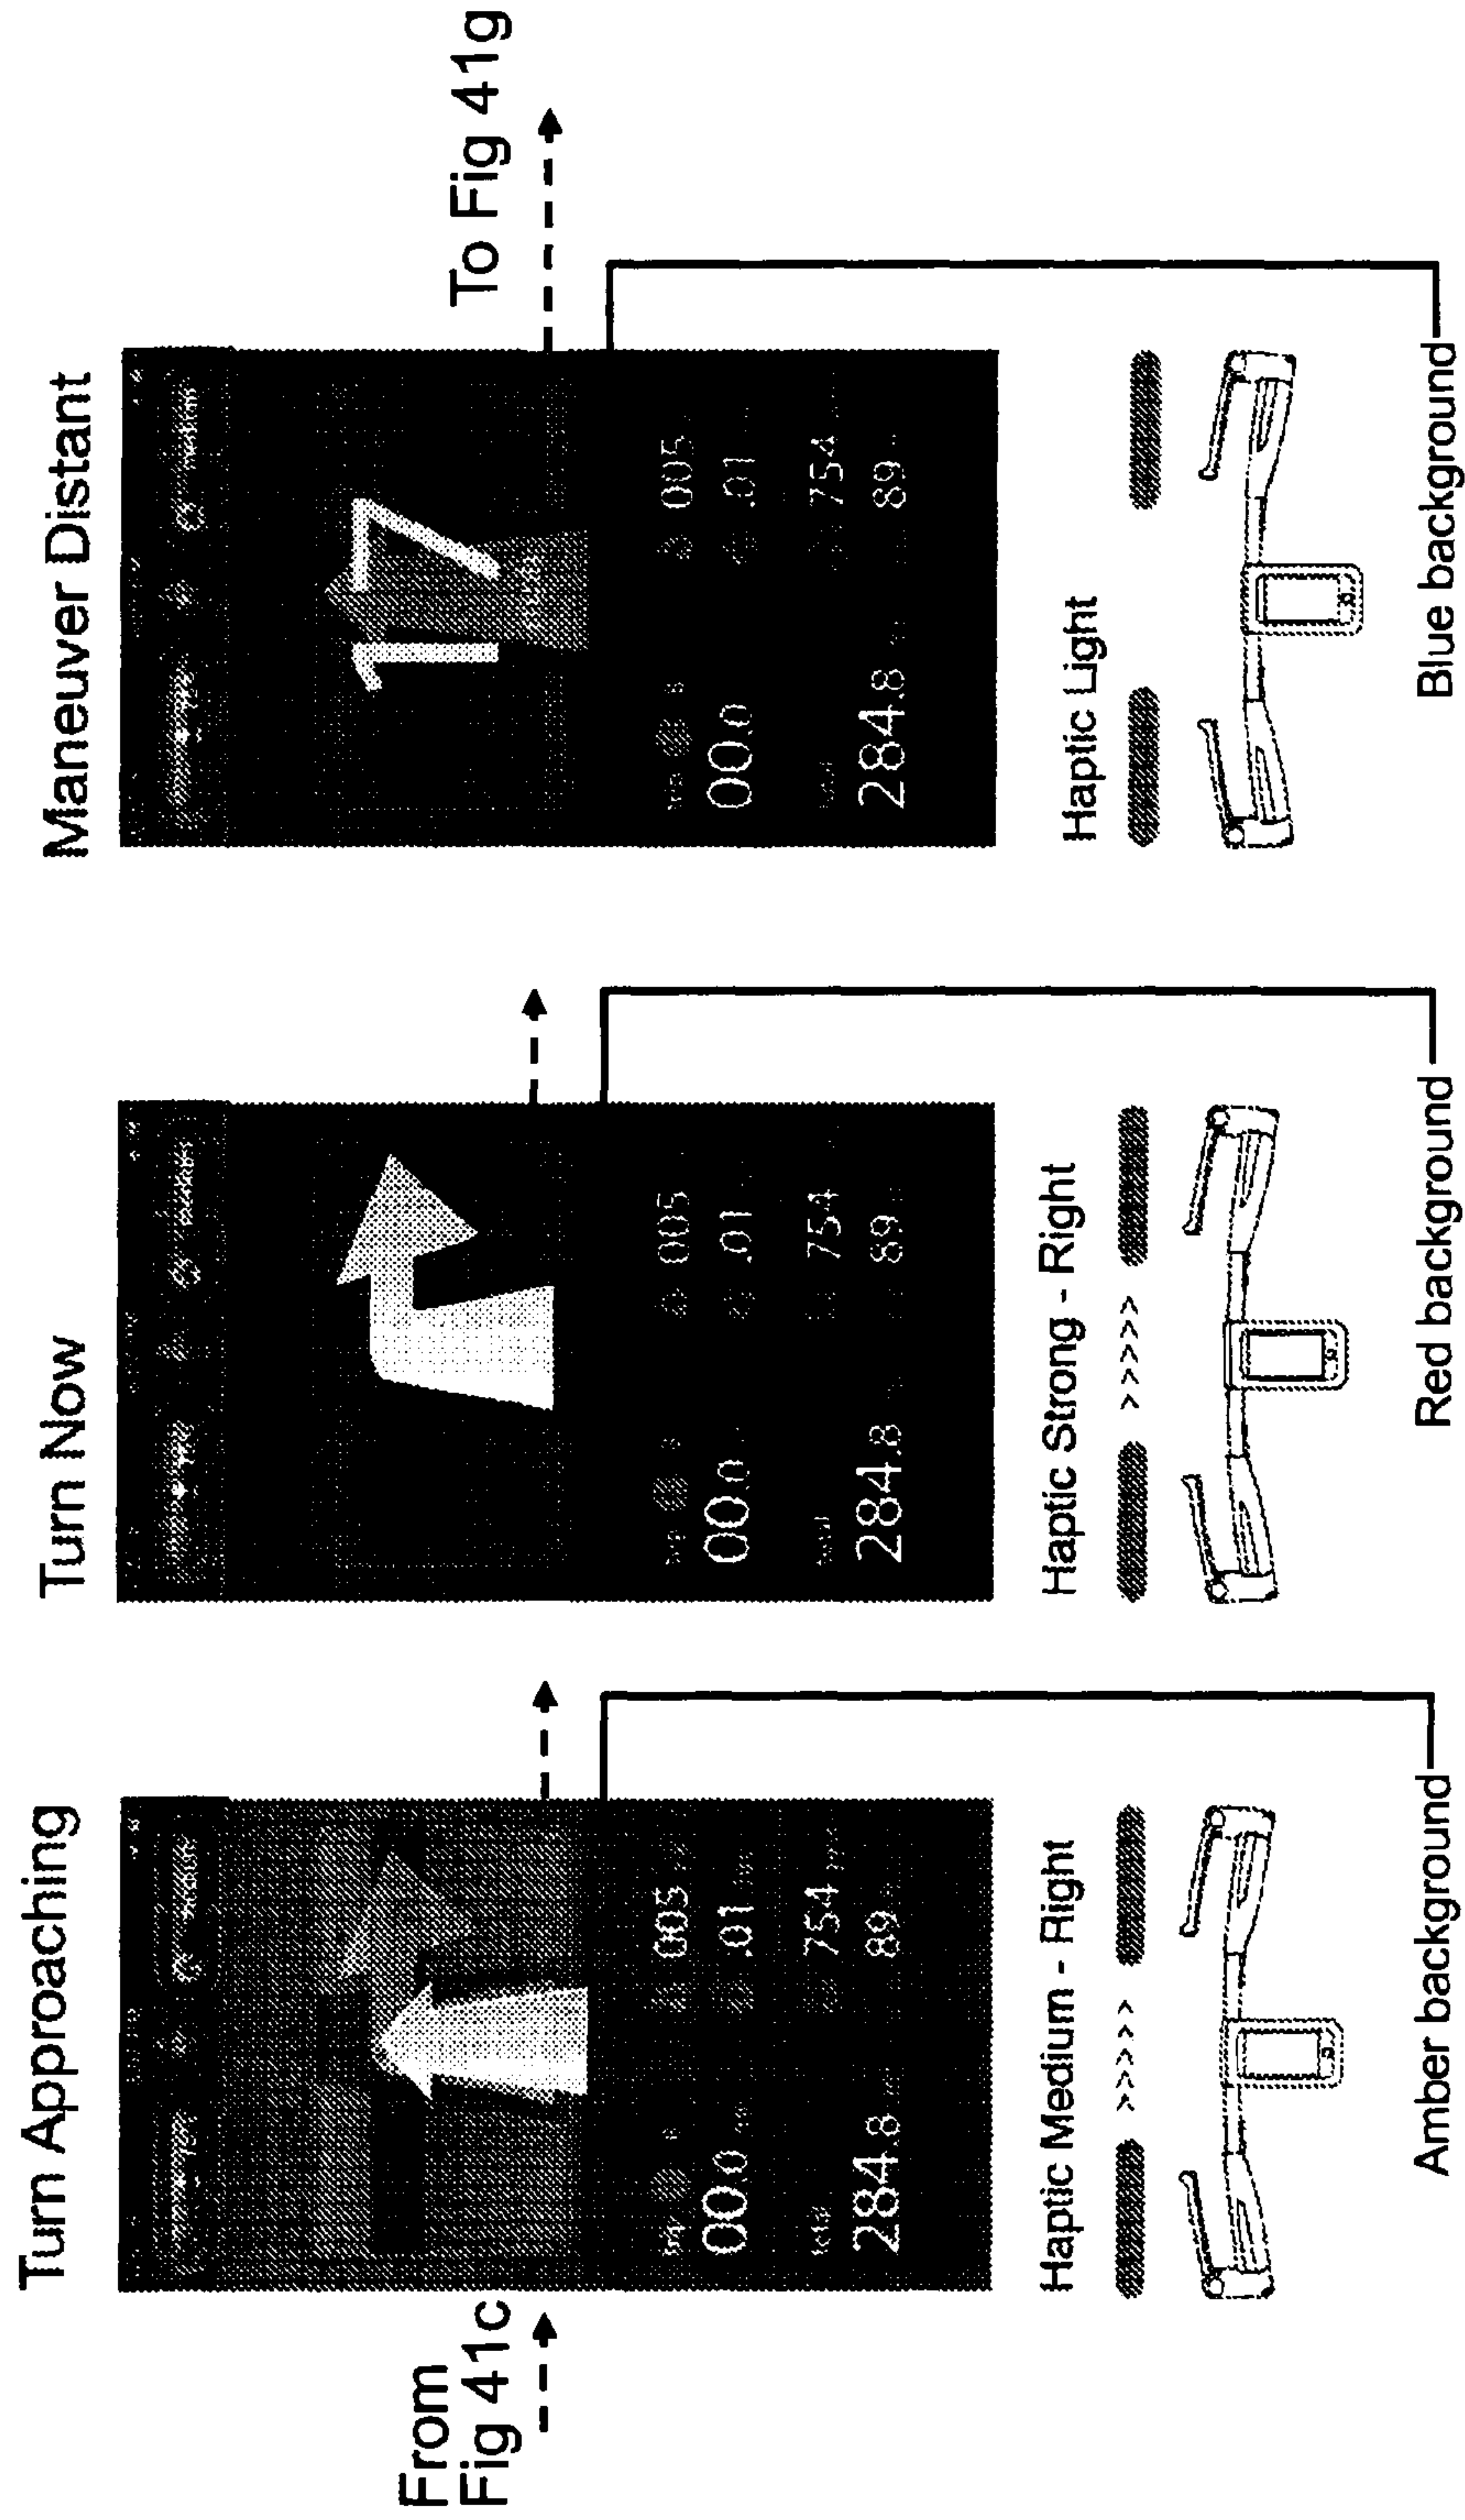 From
Fig 41c
Turn Approaching
00.0
005
.01
284.8
754
89
Haptic Medium - Right
> > > > >
Amber background
Turn Now
00.0
005
.01
284.8
754
89
Haptic Strong - Right
> > > > >
Red background
Maneuver Distant
17
00.0
005
.01
284.8
754
89
Haptic Light
Blue background
To Fig 41g